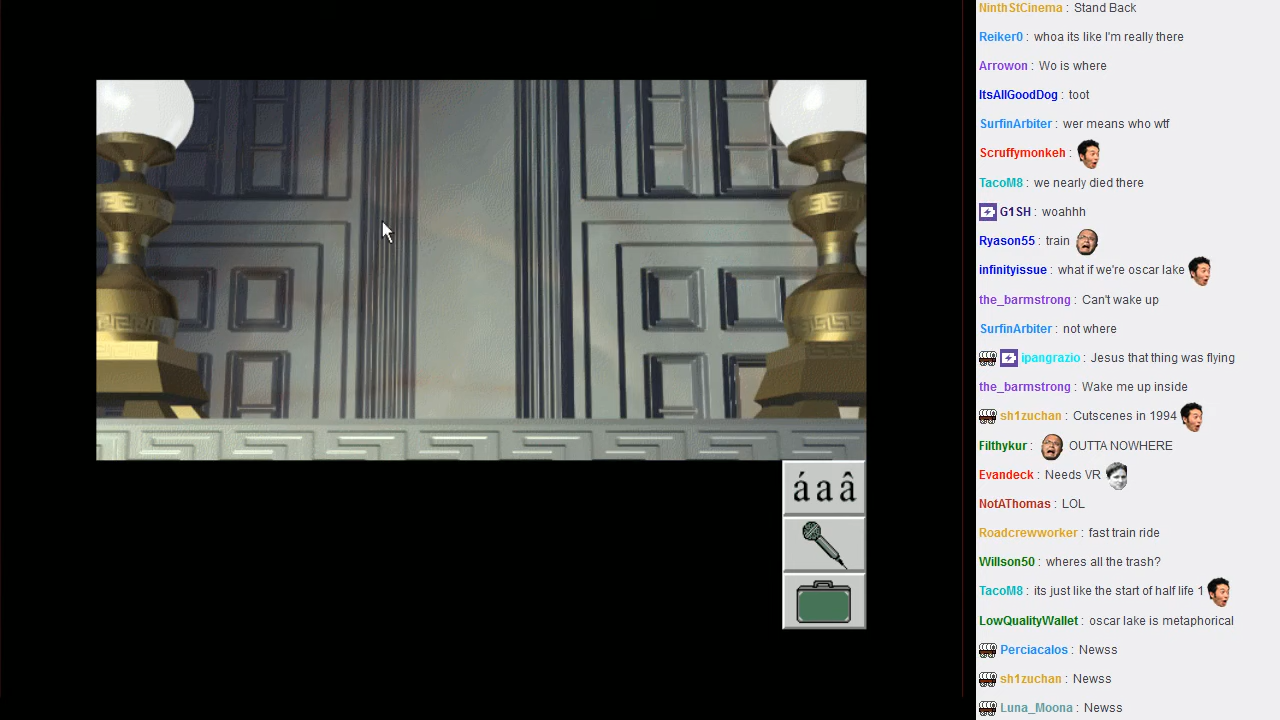 á a â
NinthStCinema : Stand Back
Reiker0 : whoa its like I'm really there
Arrowon : Wo is where
ItsAllGoodDog : toot
SurfinArbiter : wer means who wtf
Scruffymonkeh :
TacoM8 : we nearly died there
G1SH : woahhh
Ryason55 : train
infinityissue : what if we're oscar lake
the_barmstrong : Can't wake up
SurfinArbiter : not where
ipangrazio : Jesus that thing was flying
the_barmstrong : Wake me up inside
sh1zuchan : Cutscenes in 1994
Filthykur : OUTTA NOWHERE
Evandeck : Needs VR
NotAThomas : LOL
Roadcrewworker : fast train ride
Willson50 : wheres all the trash?
TacoM8 : its just like the start of half life 1
LowQualityWallet : oscar lake is metaphorical
Perciacalos : Newss
sh1zuchan : Newss
Luna_Moona : Newss